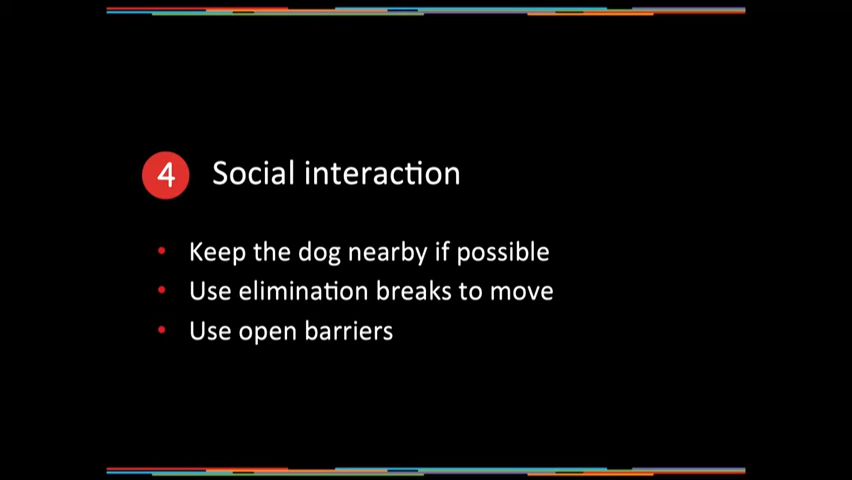 4 Social interaction
• Keep the dog nearby if possible
• Use elimination breaks to move
• Use open barriers